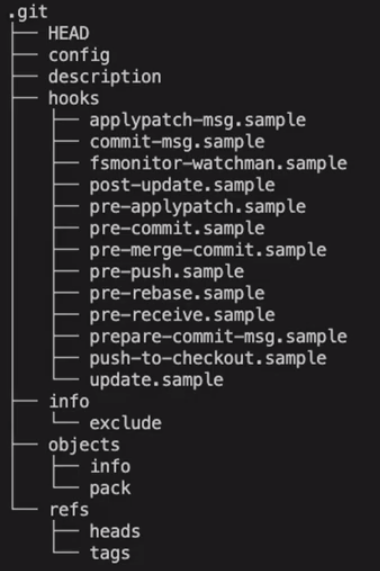 .git
├── HEAD
├── config
├── description
├── hooks
│   ├── applypatch-msg.sample
│   ├── commit-msg.sample
│   ├── fsmonitor-watchman.sample
│   ├── post-update.sample
│   ├── pre-applypatch.sample
│   ├── pre-commit.sample
│   ├── pre-merge-commit.sample
│   ├── pre-push.sample
│   ├── pre-rebase.sample
│   ├── pre-receive.sample
│   ├── prepare-commit-msg.sample
│   ├── push-to-checkout.sample
│   └── update.sample
├── info
│   └── exclude
├── objects
│   ├── info
│   └── pack
└── refs
    ├── heads
    └── tags